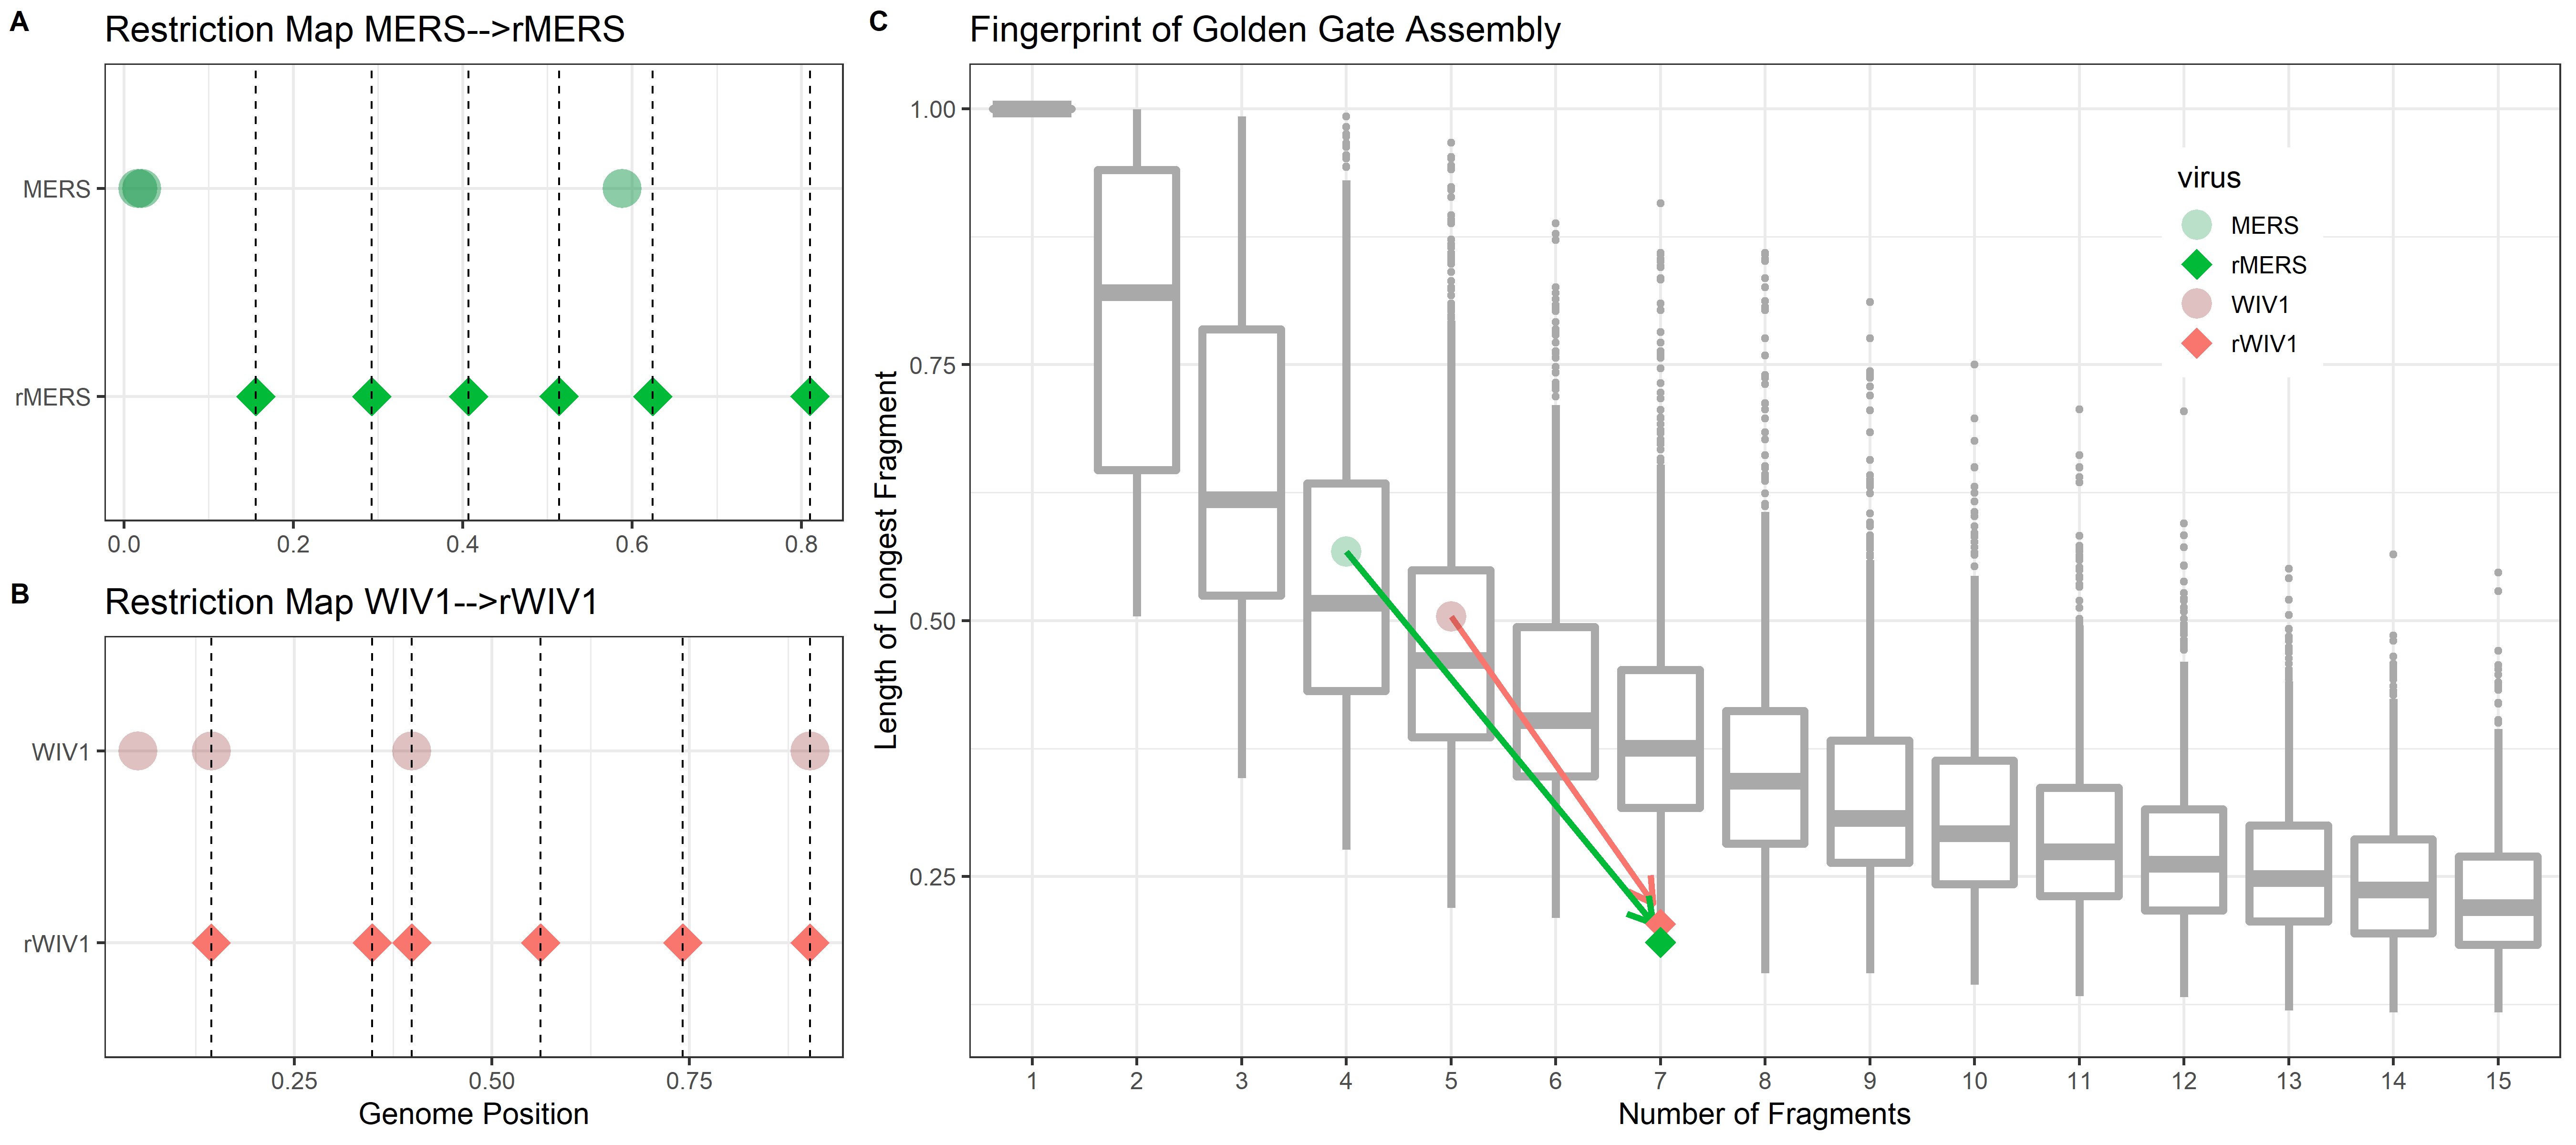 A
Restriction Map MERS-->rMERS
MERS
rMERS
0.0 0.2 0.4 0.6 0.8
B
Restriction Map WIV1-->rWIV1
WIV1
rWIV1
0.25 0.50 0.75
Genome Position
C
Fingerprint of Golden Gate Assembly
Length of Longest Fragment
1.00
0.75
0.50
0.25
virus
MERS
rMERS
WIV1
rWIV1
1 2 3 4 5 6 7 8 9 10 11 12 13 14 15
Number of Fragments